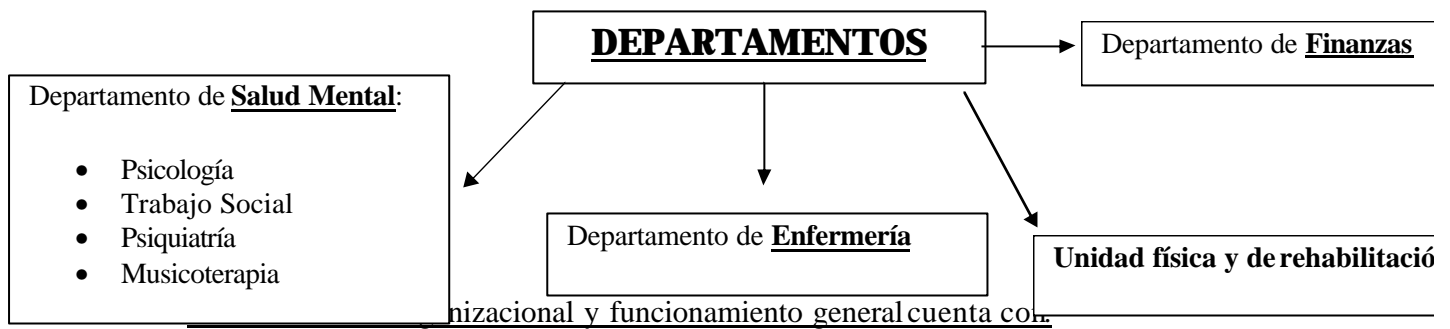 DEPARTAMENTOS
Departamento de Finanzas
Departamento de Salud Mental:
• Psicología
• Trabajo Social
• Psiquiatría
• Musicoterapia
Departamento de Enfermería
Unidad física y de rehabilitació
nizacional y funcionamiento general cuenta con: